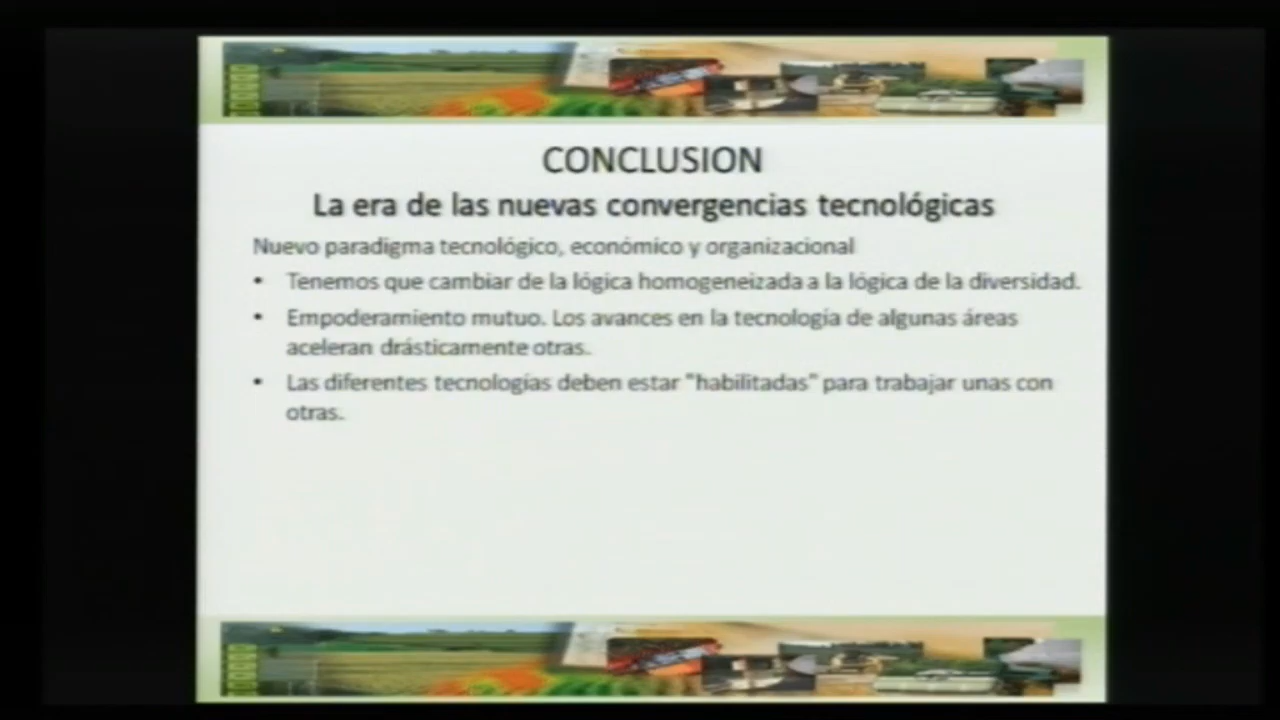 CONCLUSION
La era de las nuevas convergencias tecnológicas
Nuevo paradigma tecnológico, económico y organizacional
• Tenemos que cambiar de la lógica homogeneizada a la lógica de la diversidad.
• Empoderamiento mutuo. Los avances en la tecnología de algunas áreas
aceleran drásticamente otras.
• Las diferentes tecnologías deben estar "habilitadas" para trabajar unas con
otras.